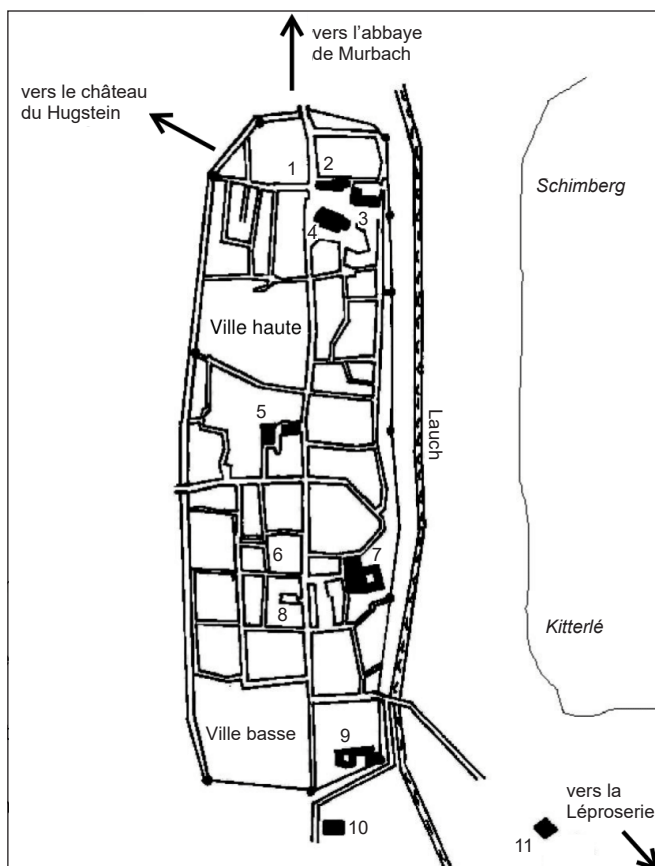 vers l'abbaye
de Murbach
vers le château
du Hugstein
1
2
Schimberg
3
4
Ville haute
5
Lauch
6
7
8
Kitterlé
Ville basse
9
vers la
Léproserie
10
11